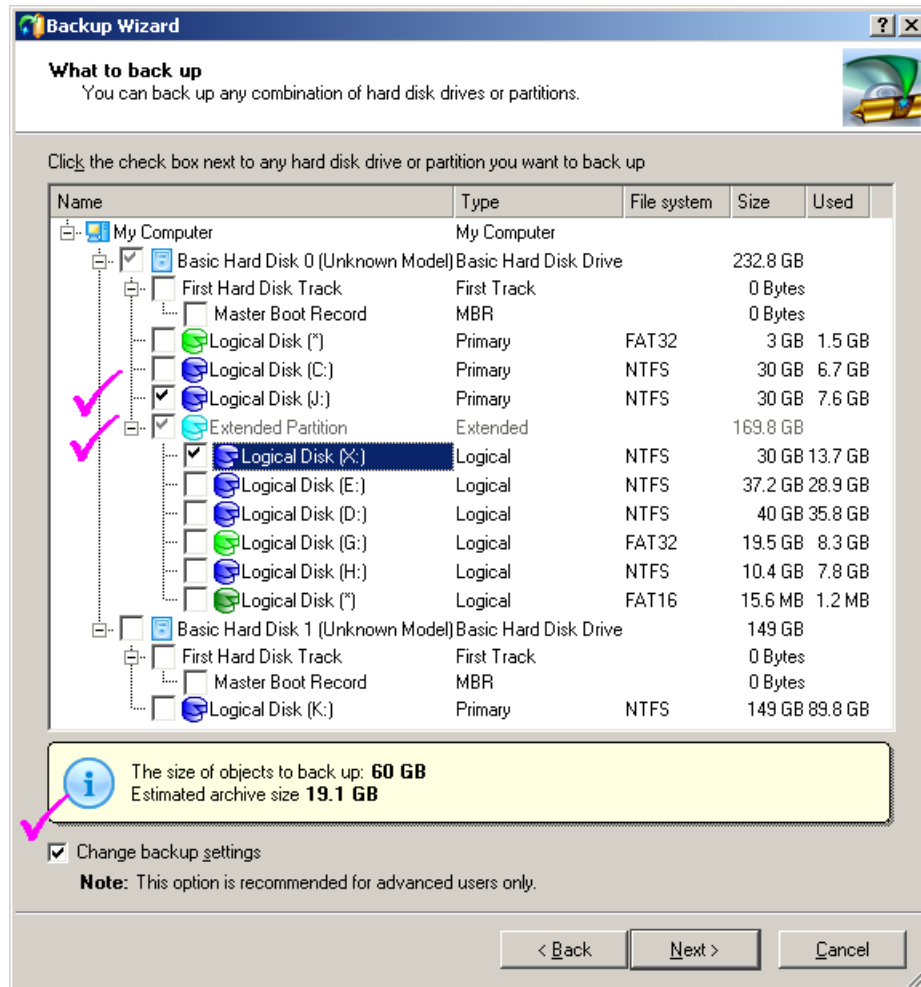 Backup Wizard
What to back up
You can back up any combination of hard disk drives or partitions.
Click the check box next to any hard disk drive or partition you want to back up
Name Type File system Size Used
My Computer My Computer
Basic Hard Disk 0 (Unknown Model) Basic Hard Disk Drive 232.8 GB
First Hard Disk Track First Track 0 Bytes
Master Boot Record MBR 0 Bytes
Logical Disk (*) Primary FAT32 3 GB 1.5 GB
Logical Disk (C:) Primary NTFS 30 GB 6.7 GB
Logical Disk (J:) Primary NTFS 30 GB 7.6 GB
Extended Partition Extended 169.8 GB
Logical Disk (X:) Logical NTFS 30 GB 13.7 GB
Logical Disk (E:) Logical NTFS 37.2 GB 28.9 GB
Logical Disk (D:) Logical NTFS 40 GB 35.8 GB
Logical Disk (G:) Logical FAT32 19.5 GB 8.3 GB
Logical Disk (H:) Logical NTFS 10.4 GB 7.8 GB
Logical Disk (*) Logical FAT16 15.6 MB 1.2 MB
Basic Hard Disk 1 (Unknown Model) Basic Hard Disk Drive 149 GB
First Hard Disk Track First Track 0 Bytes
Master Boot Record MBR 0 Bytes
Logical Disk (K:) Primary NTFS 149 GB 89.8 GB
The size of objects to back up: 60 GB
Estimated archive size 19.1 GB
Change backup settings
Note: This option is recommended for advanced users only.
< Back Next > Cancel